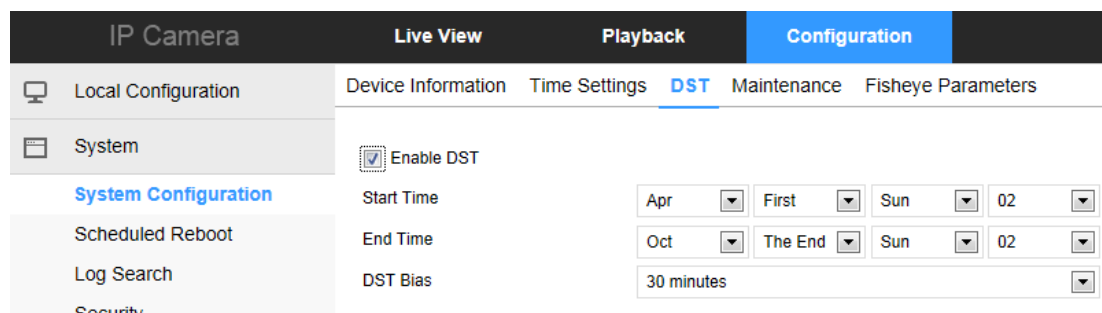 IP Camera Live View Playback Configuration
Local Configuration Device Information Time Settings DST Maintenance Fisheye Parameters
System Enable DST
System Configuration Start Time Apr First Sun 02
Scheduled Reboot End Time Oct The End Sun 02
Log Search DST Bias 30 minutes
Security